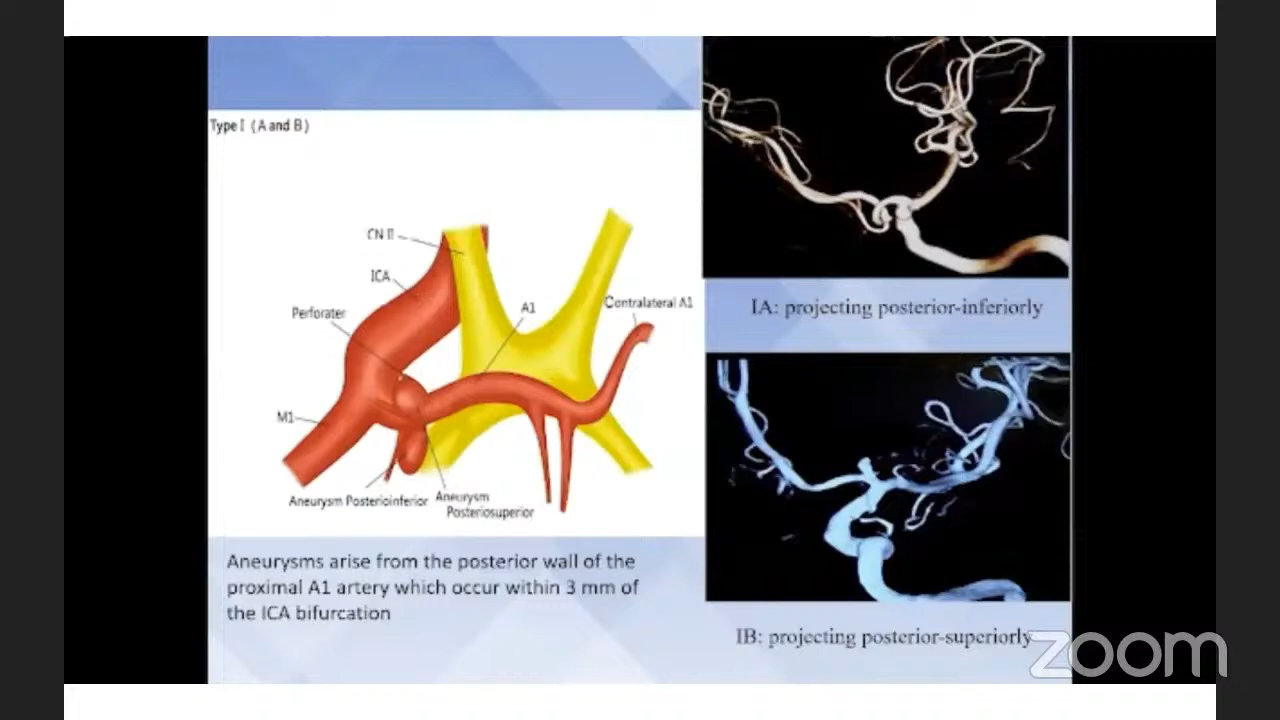 Type I (A and B)
CN II
ICA
Perforater
A1
Contralateral A1
M1
Aneurysm Posterioinferior
Aneurysm
Posteriosuperior
Aneurysms arise from the posterior wall of the
proximal A1 artery which occur within 3 mm of
the ICA bifurcation
IA: projecting posterior-inferiorly
IB: projecting posterior-superiorly
zoom